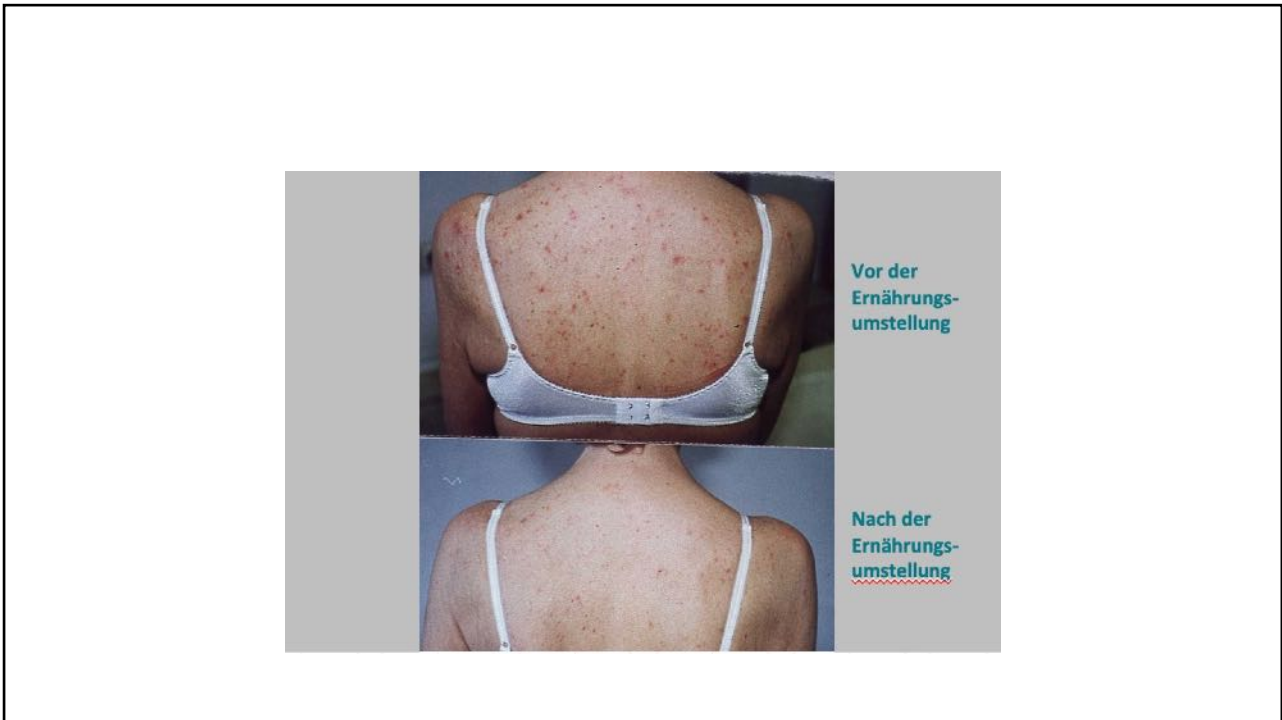 Vor der
Ernährungs-
umstellung
Nach der
Ernährungs-
umstellung